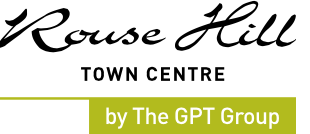 Rouse Hill
TOWN CENTRE
by The GPT Group